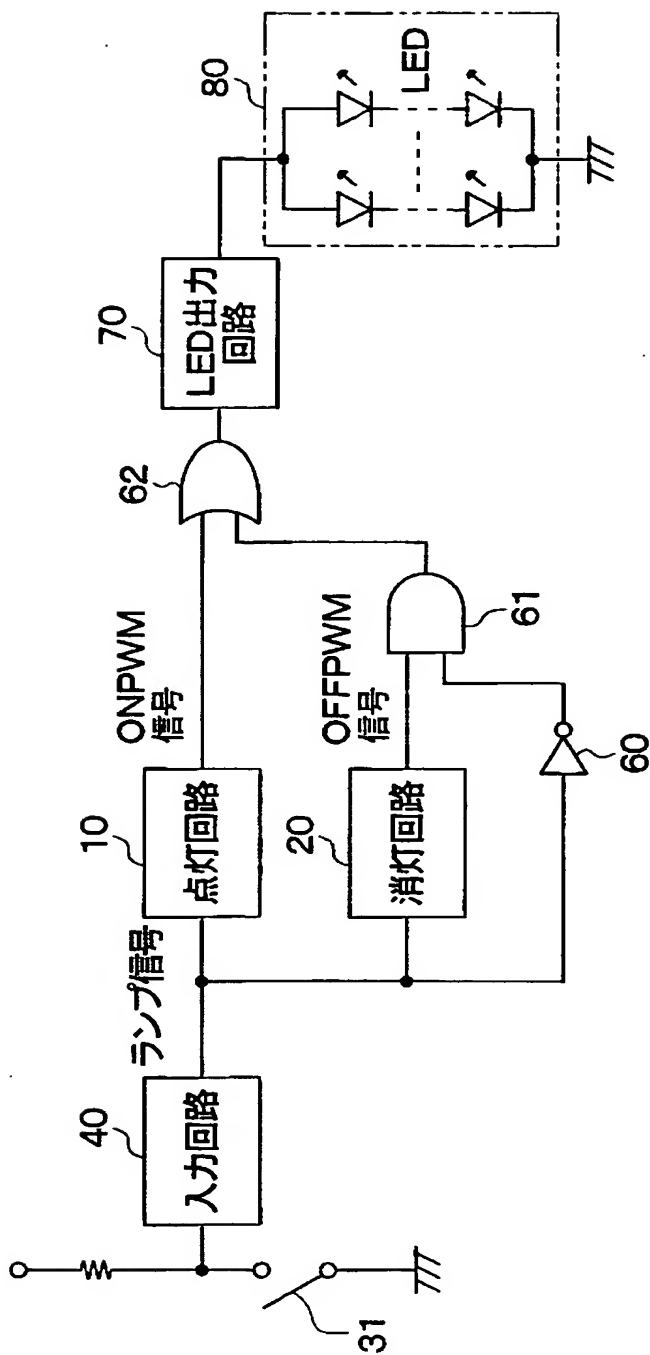 31
40
入力回路
ランプ信号
10
点灯回路
ONPWM
信号
20
消灯回路
OFFPWM
信号
60
61
62
70
LED出力
回路
80
LED